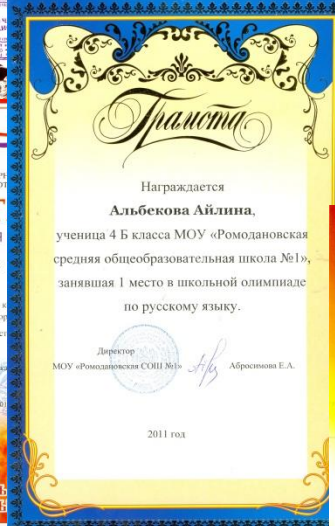 Грамота
Награждается
Альбекова Айлина,
ученица 4 Б класса МОУ «Ромодановская
средняя общеобразовательная школа №1»,
занявшая 1 место в школьной олимпиаде
по русскому языку.
Директор
МОУ «Ромодановская СОШ №1» Абросимова Е.А.
2011 год